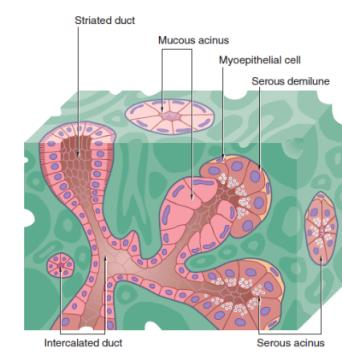 Striated duct
Mucous acinus
Myoepithelial cell
Serous demilune
Intercalated duct
Serous acinus